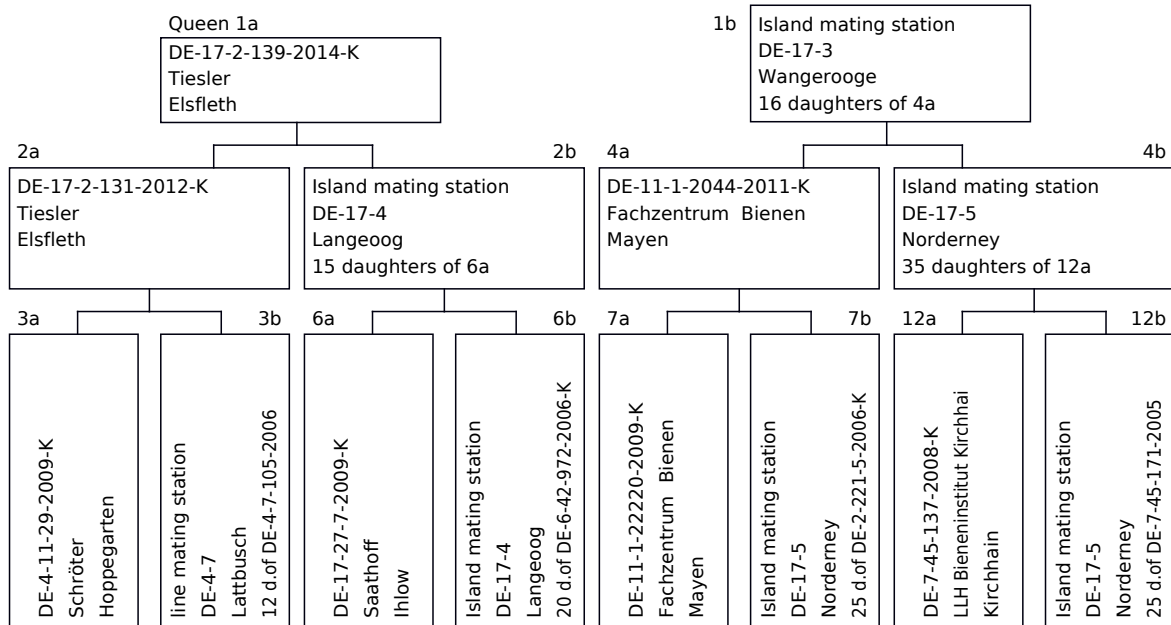 Queen 1a
DE-17-2-139-2014-K
Tiesler
Elsfleth
1b
Island mating station
DE-17-3
Wangerooge
16 daughters of 4a
2a
DE-17-2-131-2012-K
Tiesler
Elsfleth
2b
Island mating station
DE-17-4
Langeoog
15 daughters of 6a
4a
DE-11-1-2044-2011-K
Fachzentrum Bienen
Mayen
4b
Island mating station
DE-17-5
Norderney
35 daughters of 12a
3a
DE-4-11-29-2009-K
Schröter
Hoppegarten
3b
line mating station
DE-4-7
Lattbusch
12 d.of DE-4-7-105-2006
6a
DE-17-27-7-2009-K
Saathoff
Ihlow
6b
Island mating station
DE-17-4
Langeoog
20 d.of DE-6-42-972-2006-K
7a
DE-11-1-22220-2009-K
Fachzentrum Bienen
Mayen
7b
Island mating station
DE-17-5
Norderney
25 d.of DE-2-221-5-2006-K
12a
DE-7-45-137-2008-K
LLH Bieneninstitut Kirchhai
Kirchhain
12b
Island mating station
DE-17-5
Norderney
25 d.of DE-7-45-171-2005